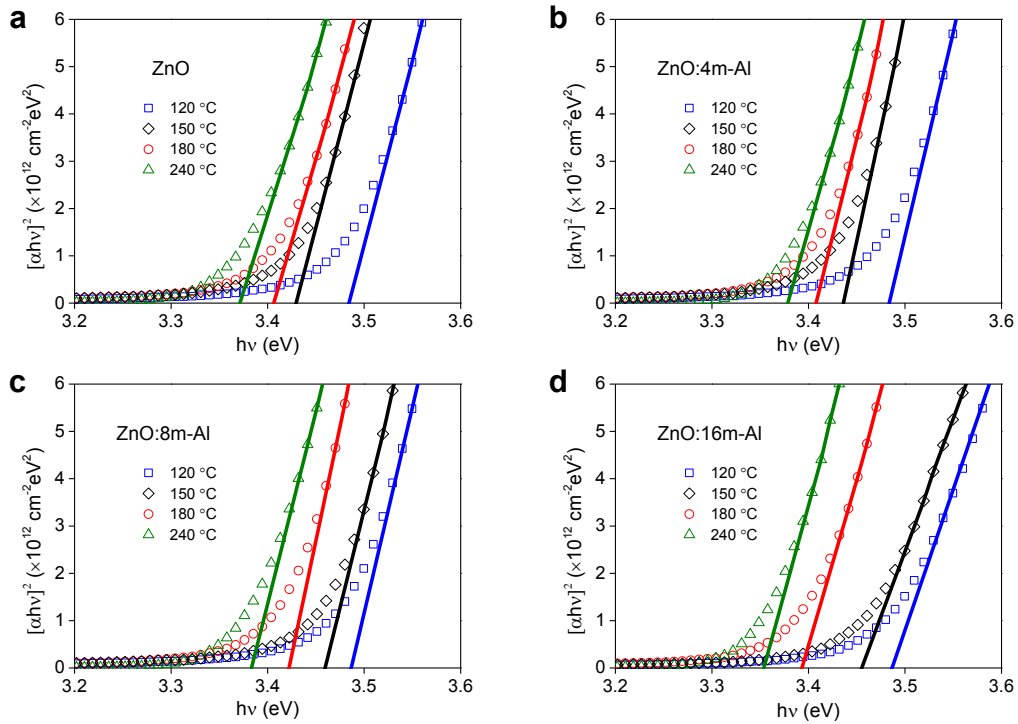 a
ZnO
120 °C
150 °C
180 °C
240 °C
6
5
4
3
2
1
0
3.2
3.3
3.4
3.5
3.6
hν (eV)
[αhν]² (×10¹² cm⁻²eV²)
b
ZnO:4m-Al
120 °C
150 °C
180 °C
240 °C
6
5
4
3
2
1
0
3.2
3.3
3.4
3.5
3.6
hν (eV)
[αhν]² (×10¹² cm⁻²eV²)
c
ZnO:8m-Al
120 °C
150 °C
180 °C
240 °C
6
5
4
3
2
1
0
3.2
3.3
3.4
3.5
3.6
hν (eV)
[αhν]² (×10¹² cm⁻²eV²)
d
ZnO:16m-Al
120 °C
150 °C
180 °C
240 °C
6
5
4
3
2
1
0
3.2
3.3
3.4
3.5
3.6
hν (eV)
[αhν]² (×10¹² cm⁻²eV²)